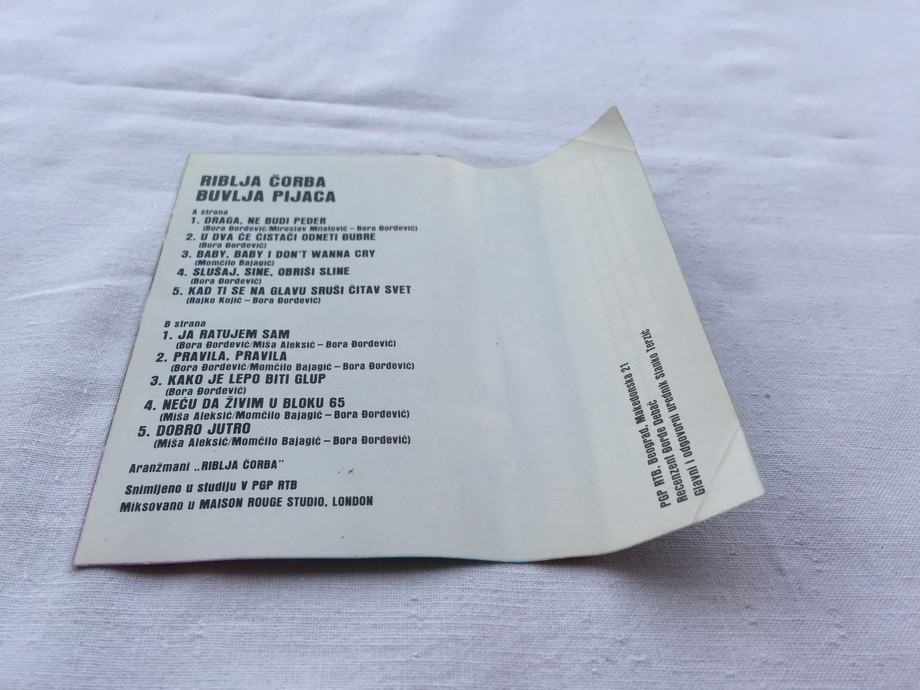 RIBLJA ČORBA
BUVLJA PIJACA
A strana
1. DRAGA, NE BUDI PEDER
(Bora Đorđević/Miroslav Milatović – Bora Đorđević)
2. U DVA ĆE ČISTAČI ODNETI ĐUBRE
(Bora Đorđević)
3. BABY, BABY I DON'T WANNA CRY
(Momčilo Bajagić)
4. SLUŠAJ, SINE, OBRIŠI SLINE
(Bora Đorđević)
5. KAD TI SE NA GLAVU SRUŠI ČITAV SVET
(Rajko Kojić – Bora Đorđević)
B strana
1. JA RATUJEM SAM
(Bora Đorđević/Miša Aleksić – Bora Đorđević)
2. PRAVILA, PRAVILA
(Bora Đorđević/Momčilo Bajagić – Bora Đorđević)
3. KAKO JE LEPO BITI GLUP
(Bora Đorđević)
4. NEĆU DA ŽIVIM U BLOKU 65
(Miša Aleksić/Momčilo Bajagić – Bora Đorđević)
5. DOBRO JUTRO
(Miša Aleksić/Momčilo Bajagić – Bora Đorđević)
Aranžmani „RIBLJA ČORBA"
Snimljeno u studiju V PGP RTB
Miksovano u MAISON ROUGE STUDIO, LONDON
PGP RTB, Beograd, Makedonska 21
Recenzent Đorđe Debač
Glavni i odgovorni urednik Stanko Terzić